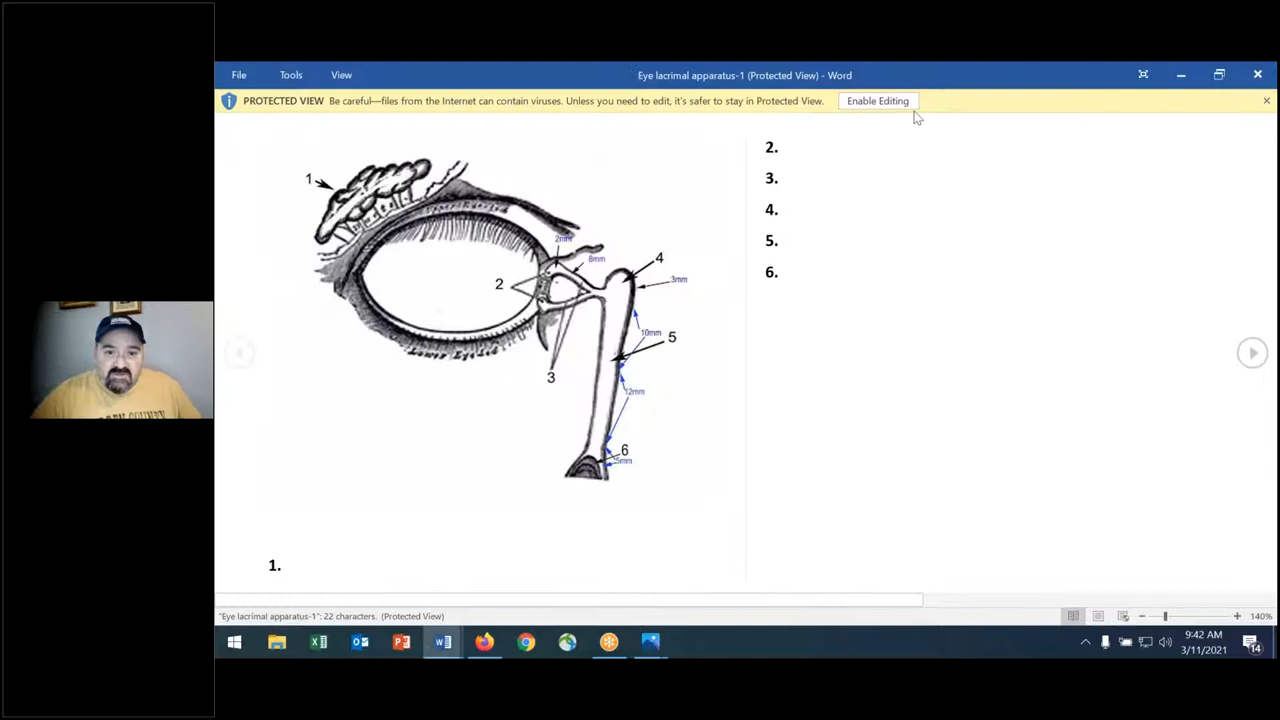 File Tools View Eye lacrimal apparatus-1 (Protected View) - Word
PROTECTED VIEW Be careful—files from the Internet can contain viruses. Unless you need to edit, it's safer to stay in Protected View. Enable Editing
1
2mm
8mm
2
4
3mm
10mm
5
3
12mm
6
5mm
Lower Eyelid
1.
2.
3.
4.
5.
6.
"Eye lacrimal apparatus-1": 22 characters. (Protected View) 140%
9:42 AM
3/11/2021
14